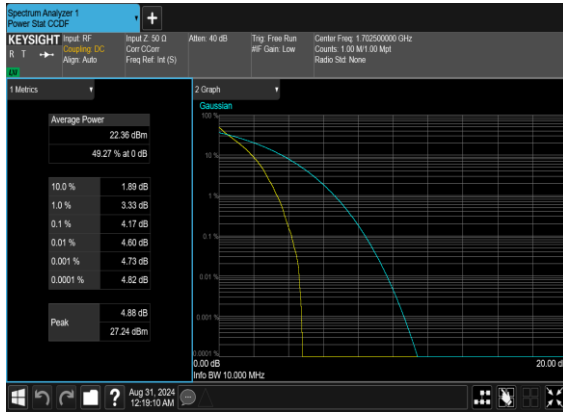 Spectrum Analyzer 1
Power Stat CCDF
+
KEYSIGHT
R T
LXI
Input: RF
Coupling: DC
Align: Auto
Input Z: 50 Ω
Corr CCorr
Freq Ref: Int (S)
Atten: 40 dB
Trig: Free Run
#IF Gain: Low
Center Freq: 1.702500000 GHz
Counts: 1.00 M/1.00 Mpt
Radio Std: None
1 Metrics
Average Power
22.36 dBm
49.27 % at 0 dB
10.0 % 1.89 dB
1.0 % 3.33 dB
0.1 % 4.17 dB
0.01 % 4.60 dB
0.001 % 4.73 dB
0.0001 % 4.82 dB
Peak
4.88 dB
27.24 dBm
2 Graph
Gaussian
100 %
10 %
1 %
0.1 %
0.01 %
0.001 %
0.0001 %
0.00 dB
20.00 dB
Info BW 10.000 MHz
?
Aug 31, 2024
12:19:10 AM